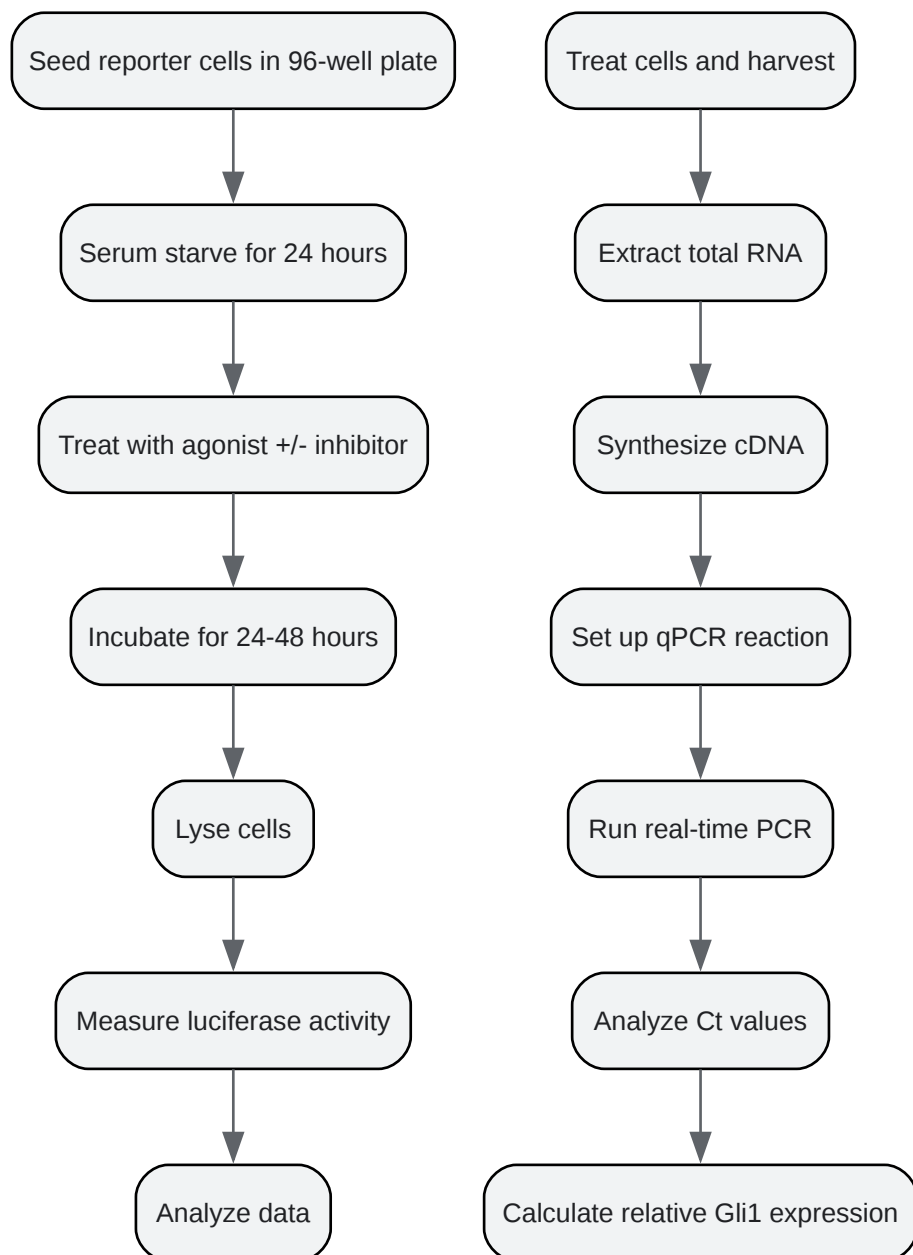 Seed reporter cells in 96-well plate
Serum starve for 24 hours
Treat with agonist +/- inhibitor
Incubate for 24-48 hours
Lyse cells
Measure luciferase activity
Analyze data
Treat cells and harvest
Extract total RNA
Synthesize cDNA
Set up qPCR reaction
Run real-time PCR
Analyze Ct values
Calculate relative Gli1 expression